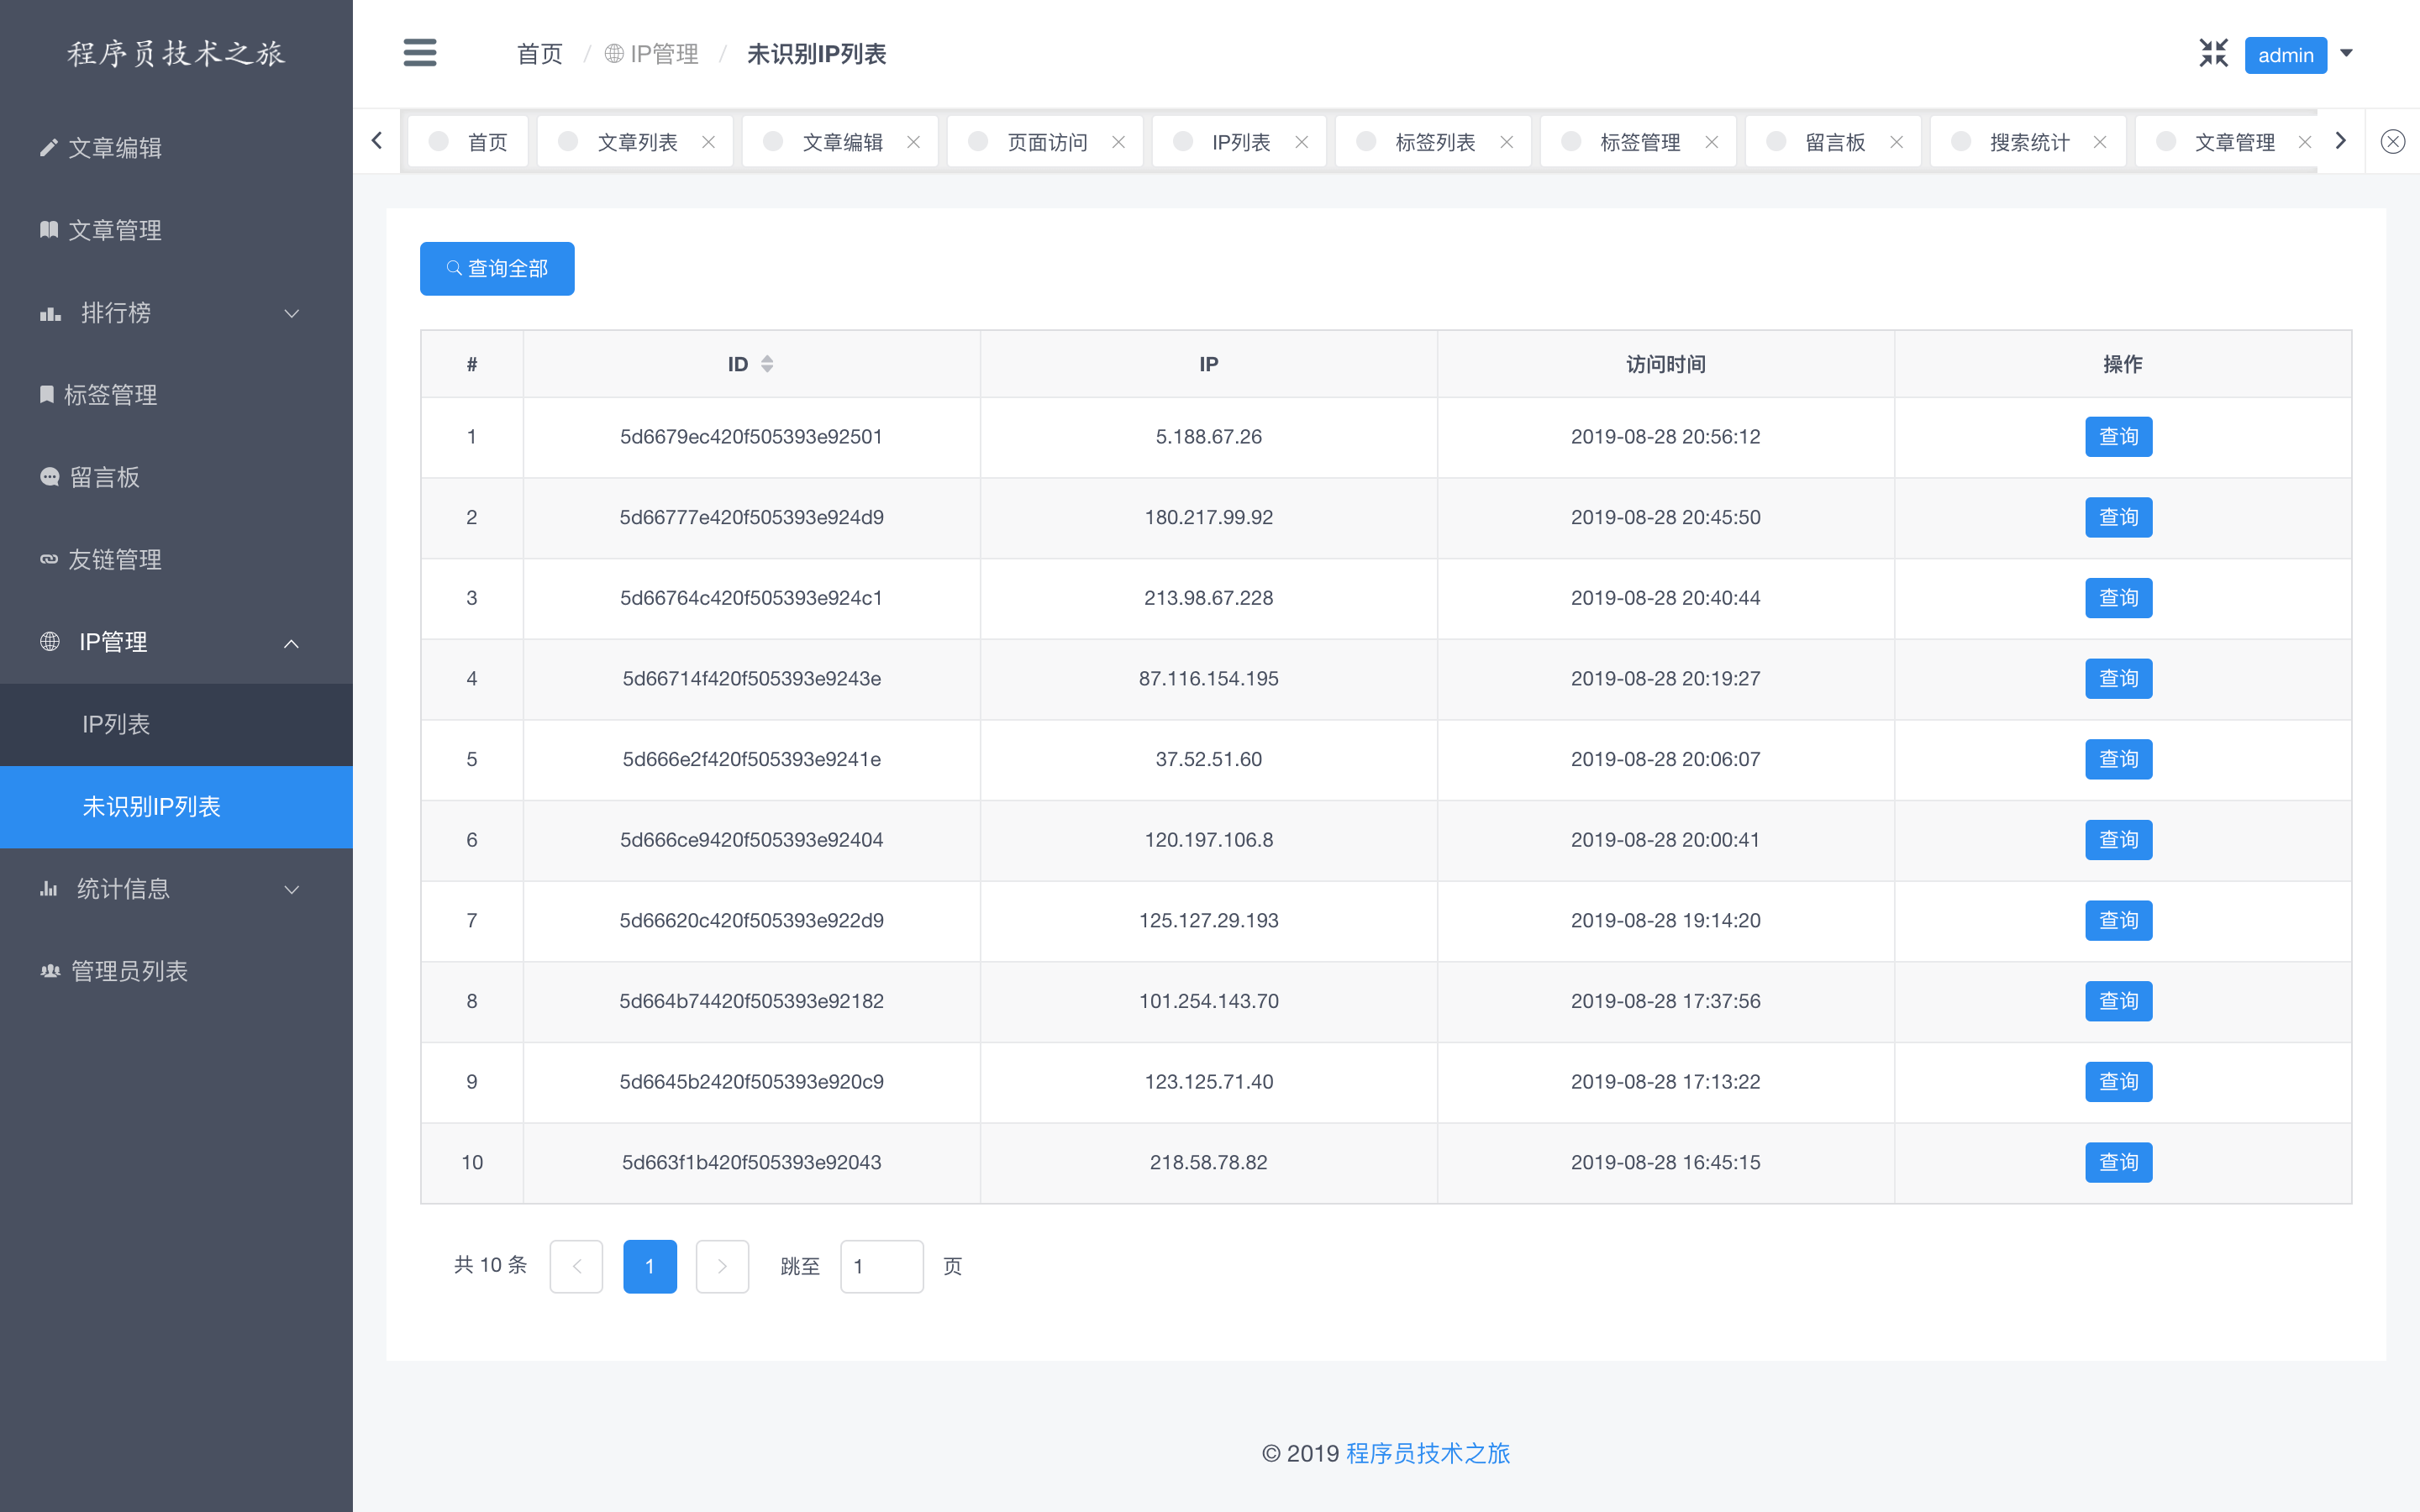 程序员技术之旅
文章编辑
文章管理
排行榜
标签管理
留言板
友链管理
IP管理
IP列表
未识别IP列表
统计信息
管理员列表
首页 / IP管理 / 未识别IP列表
admin
首页 文章列表 文章编辑 页面访问 IP列表 标签列表 标签管理 留言板 搜索统计 文章管理
查询全部
# ID IP 访问时间 操作
1 5d6679ec420f505393e92501 5.188.67.26 2019-08-28 20:56:12 查询
2 5d66777e420f505393e924d9 180.217.99.92 2019-08-28 20:45:50 查询
3 5d66764c420f505393e924c1 213.98.67.228 2019-08-28 20:40:44 查询
4 5d66714f420f505393e9243e 87.116.154.195 2019-08-28 20:19:27 查询
5 5d666e2f420f505393e9241e 37.52.51.60 2019-08-28 20:06:07 查询
6 5d666ce9420f505393e92404 120.197.106.8 2019-08-28 20:00:41 查询
7 5d66620c420f505393e922d9 125.127.29.193 2019-08-28 19:14:20 查询
8 5d664b74420f505393e92182 101.254.143.70 2019-08-28 17:37:56 查询
9 5d6645b2420f505393e920c9 123.125.71.40 2019-08-28 17:13:22 查询
10 5d663f1b420f505393e92043 218.58.78.82 2019-08-28 16:45:15 查询
共 10 条 1 跳至 1 页
© 2019 程序员技术之旅